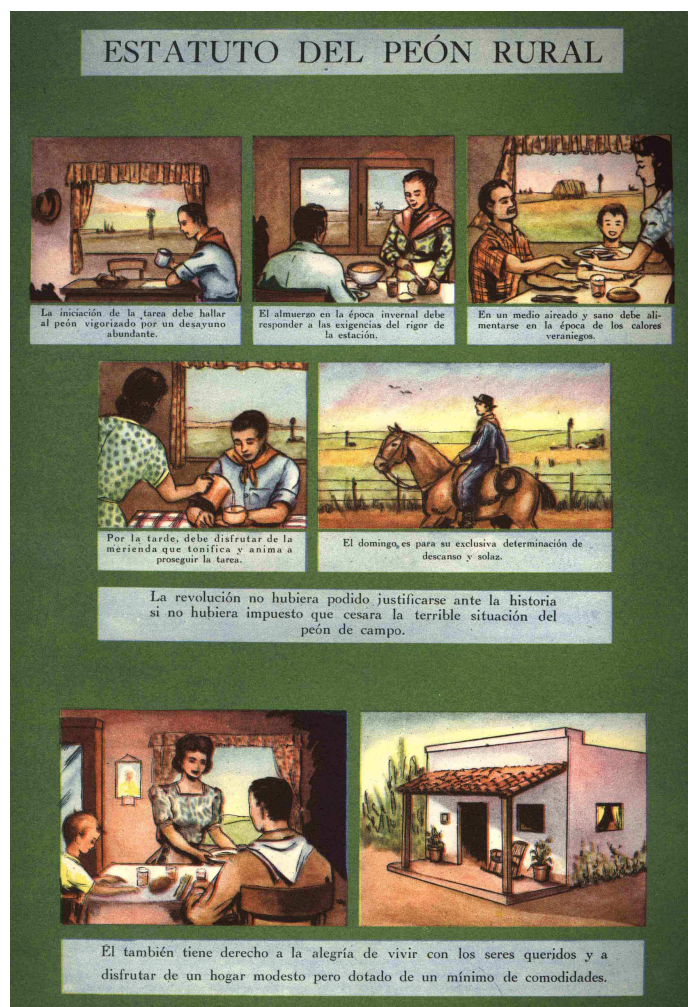 ESTATUTO DEL PEÓN RURAL
La iniciación de la tarea debe hallar
al peón vigorizado por un desayuno
abundante.
El almuerzo en la época invernal debe
responder a las exigencias del rigor de
la estación.
En un medio aireado y sano debe ali-
mentarse en la época de los calores
veraniegos.
Por la tarde, debe disfrutar de la
merienda que tonifica y anima a
proseguir la tarea.
El domingo, es para su exclusiva determinación de
descanso y solaz.
La revolución no hubiera podido justificarse ante la historia
si no hubiera impuesto que cesara la terrible situación del
peón de campo.
Él también tiene derecho a la alegría de vivir con los seres queridos y a
disfrutar de un hogar modesto pero dotado de un mínimo de comodidades.